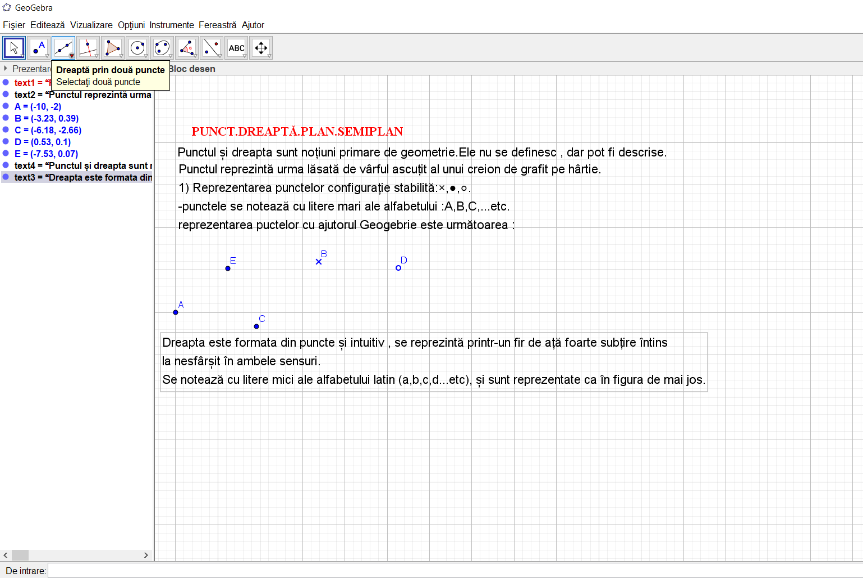 GeoGebra
Fișier Editează Vizualizare Opțiuni Instrumente Fereastră Ajutor
A ABC
Dreaptă prin două puncte
Selectați două puncte
Prezentare
Bloc desen
text1 = "
text2 = "Punctul reprezintă urma
A = (-10, -2)
B = (-3.23, 0.39)
C = (-6.18, -2.66)
D = (0.53, 0.1)
E = (-7.53, 0.07)
text4 = "Punctul și dreapta sunt
text3 = "Dreapta este formata din
PUNCT.DREAPTĂ.PLAN.SEMIPLAN
Punctul și dreapta sunt noțiuni primare de geometrie.Ele nu se definesc , dar pot fi descrise.
Punctul reprezintă urma lăsată de vârful ascuțit al unui creion de grafit pe hârtie.
1) Reprezentarea punctelor configurație stabilită:×,●,○.
-punctele se notează cu litere mari ale alfabetului :A,B,C,...etc.
reprezentarea puctelor cu ajutorul Geogebrie este următoarea :
E
B
D
A
C
Dreapta este formata din puncte și intuitiv , se reprezintă printr-un fir de ață foarte subțire întins
la nesfârșit în ambele sensuri.
Se notează cu litere mici ale alfabetului latin (a,b,c,d...etc), și sunt reprezentate ca în figura de mai jos.
De intrare: